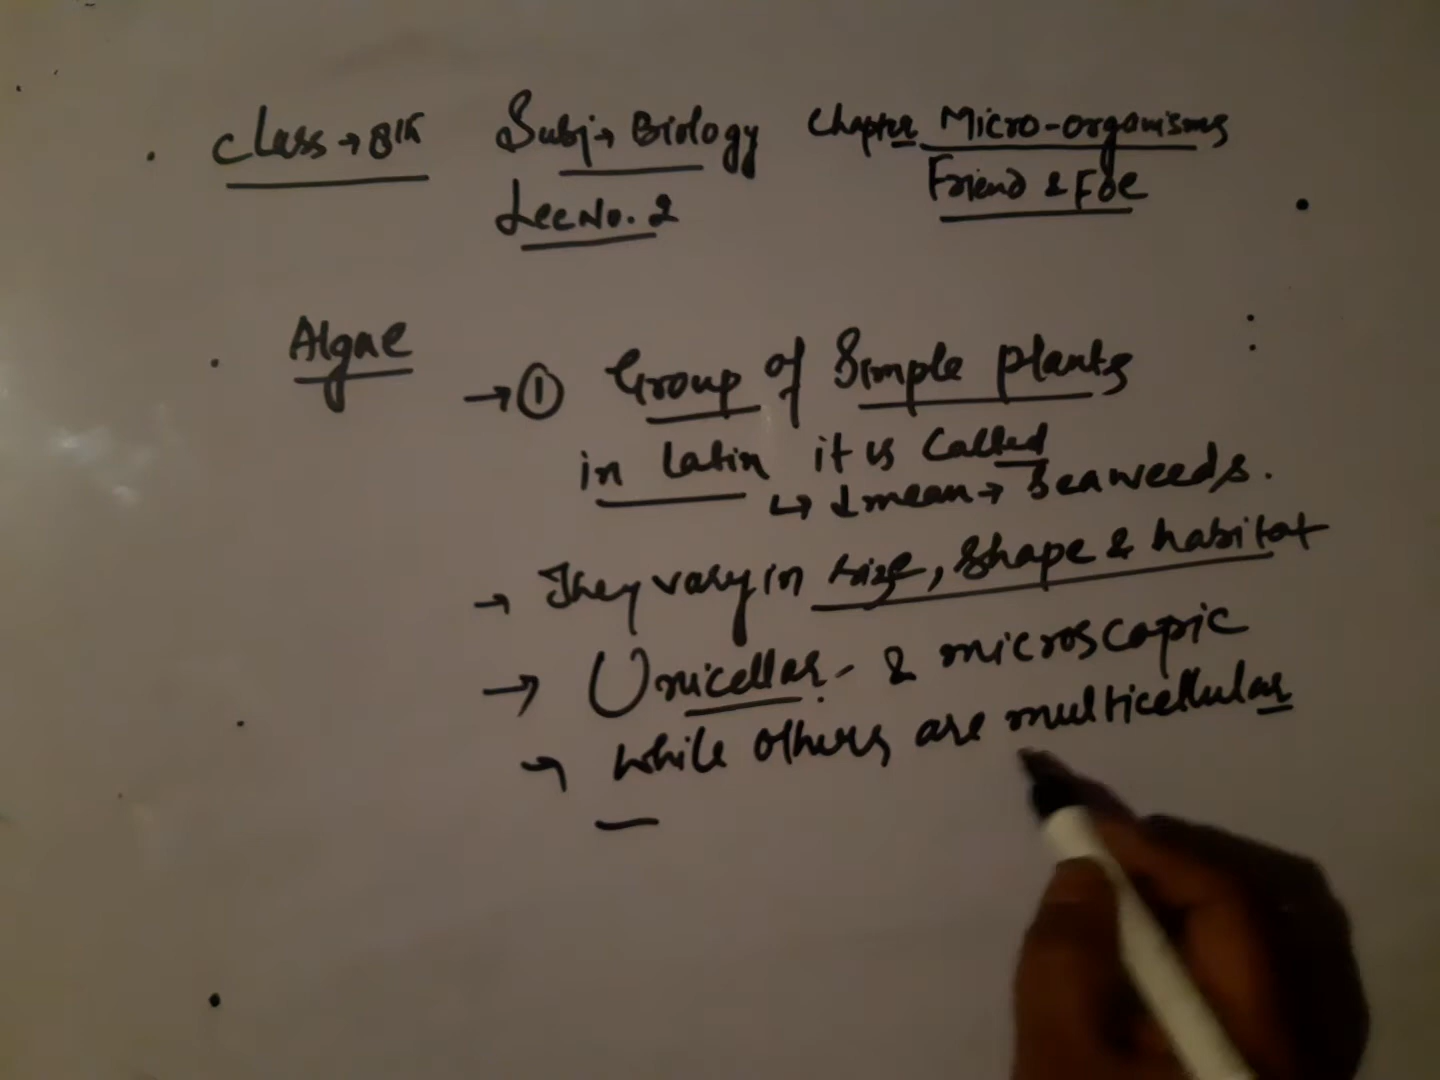 Class → 8th Subj → Biology Chapter Micro-organisms
Lec No. 2 Friend & Foe
Algae
→ ① Group of Simple plants
in Latin it is Called
↳ mean → Seaweeds.
→ They vary in size, shape & habitat
→ Unicellar - & microscopic
→ while others are multicellular